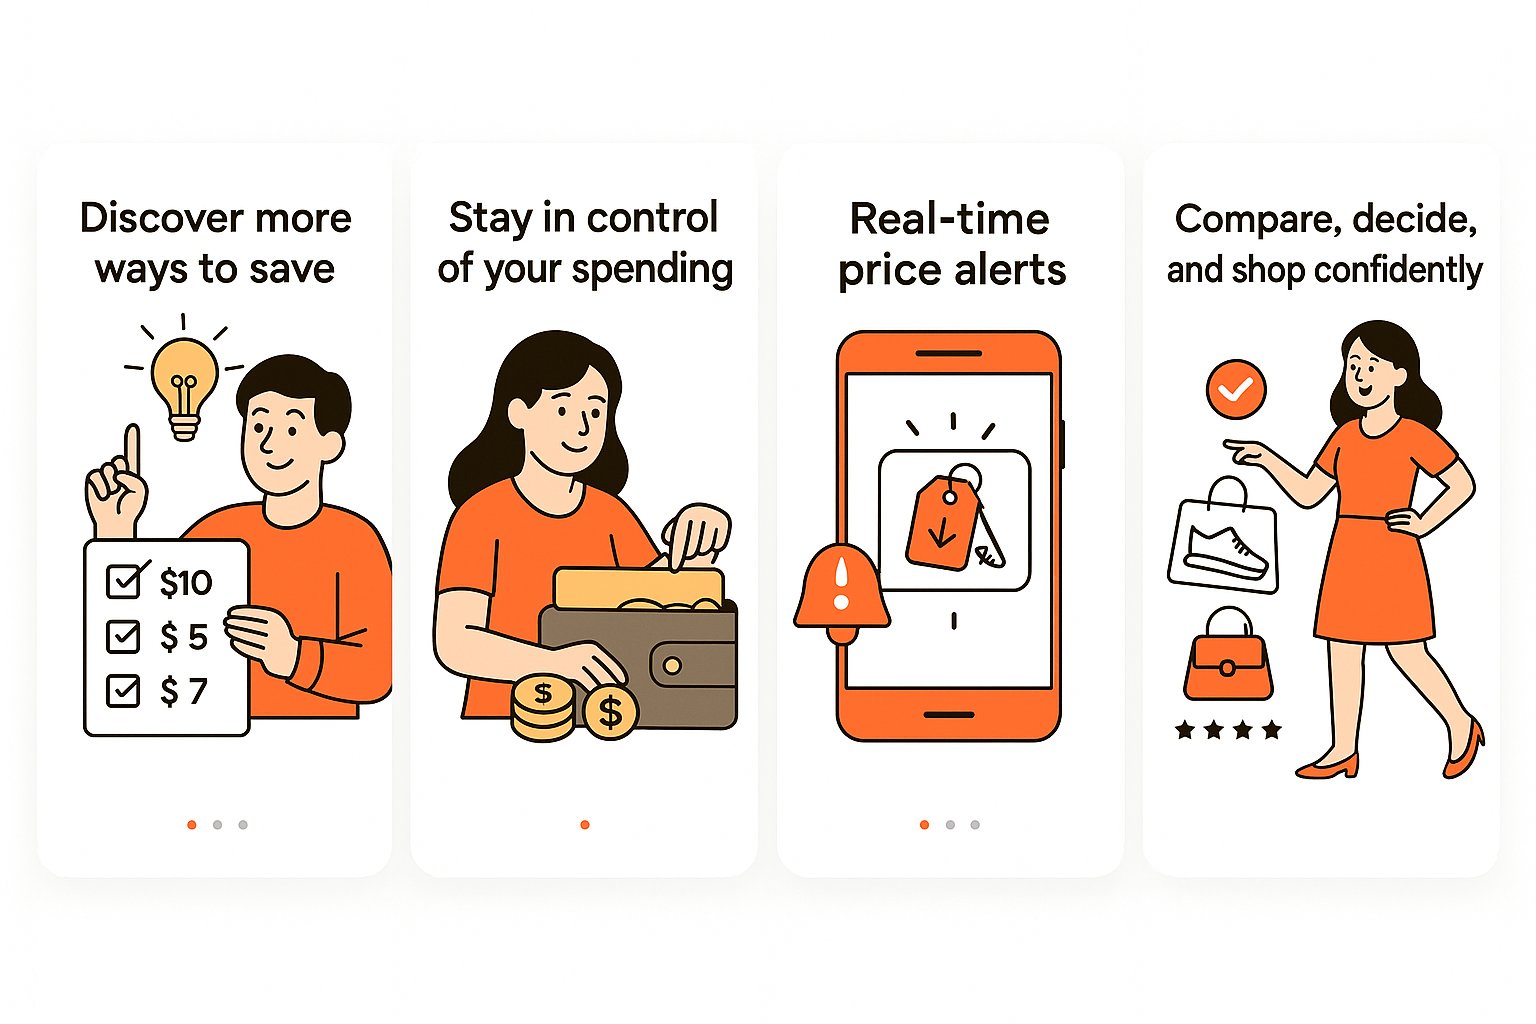 Discover more
ways to save
$10
$ 5
$ 7
Stay in control
of your spending
$
$
Real-time
price alerts
!
Compare, decide,
and shop confidently